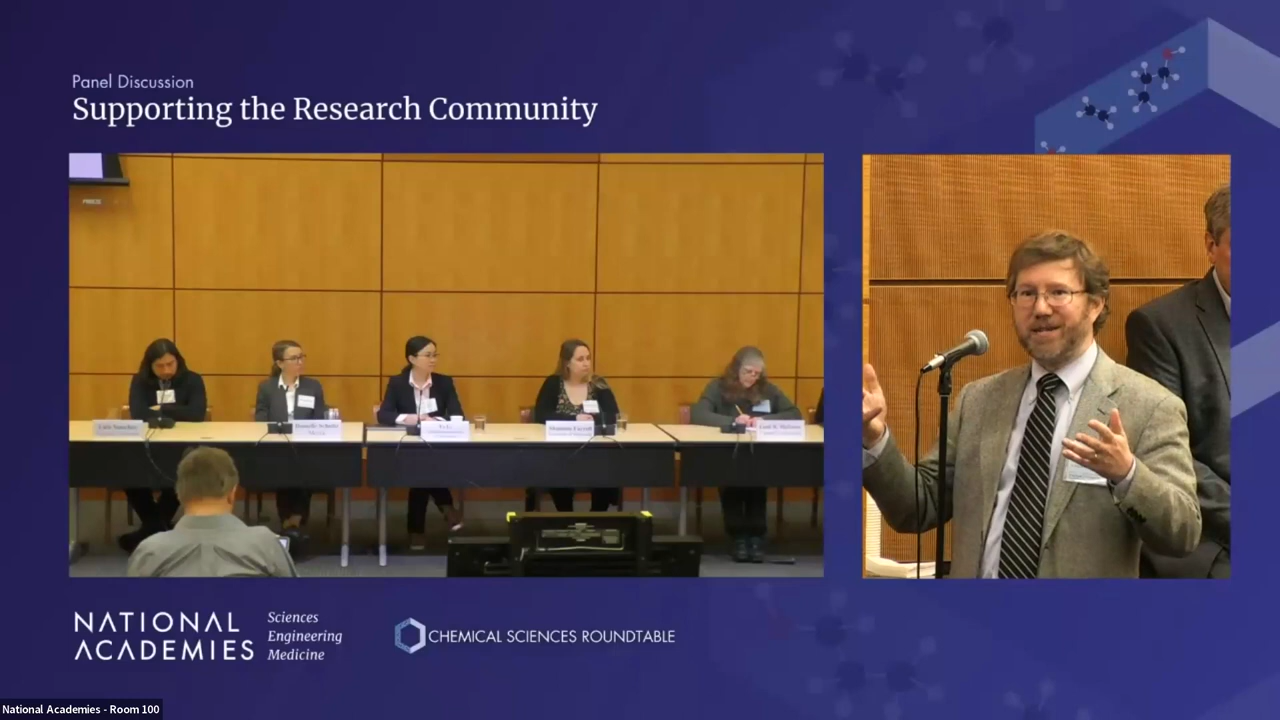 Panel Discussion
Supporting the Research Community
NATIONAL
ACADEMIES
Sciences
Engineering
Medicine
CHEMICAL SCIENCES ROUNDTABLE
National Academies - Room 100